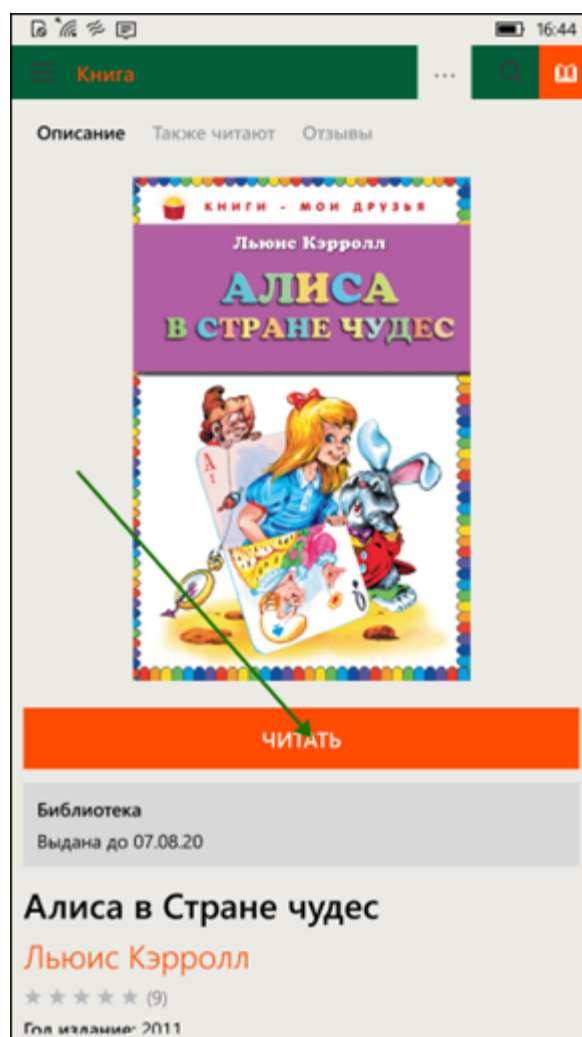 16:44
Книга
...
Описание Также читают Отзывы
КНИГИ - МОИ ДРУЗЬЯ
Льюис Кэрролл
АЛИСА
В СТРАНЕ ЧУДЕС
A
ЧИТАТЬ
Библиотека
Выдана до 07.08.20
Алиса в Стране чудес
Льюис Кэрролл
★★★★★ (9)
Год издание: 2011